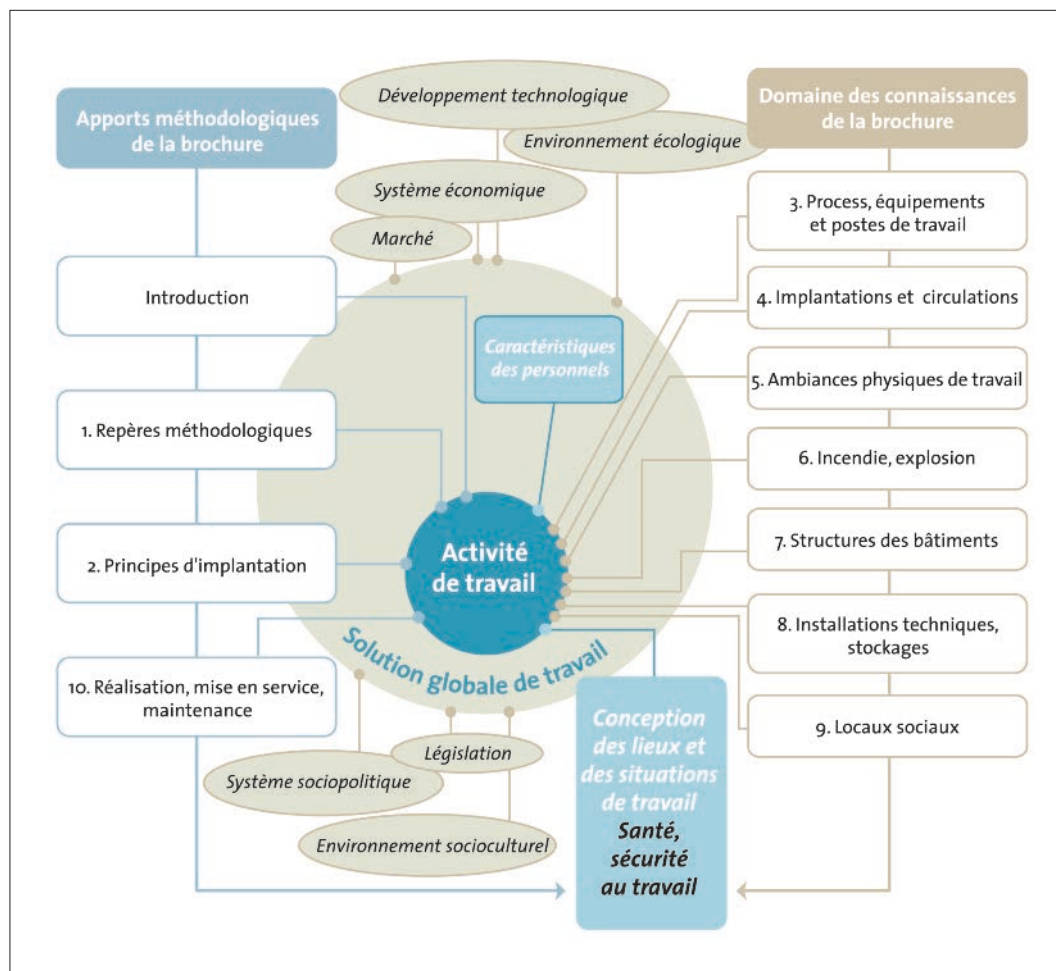 Apports méthodologiques
de la brochure
Introduction
1. Repères méthodologiques
2. Principes d'implantation
10. Réalisation, mise en service,
maintenance
Développement technologique
Environnement écologique
Système économique
Marché
Caractéristiques
des personnels
Activité
de travail
Solution globale de travail
Législation
Système sociopolitique
Environnement socioculturel
Conception
des lieux et
des situations
de travail
Santé,
sécurité
au travail
Domaine des connaissances
de la brochure
3. Process, équipements
et postes de travail
4. Implantations et circulations
5. Ambiances physiques de travail
6. Incendie, explosion
7. Structures des bâtiments
8. Installations techniques,
stockages
9. Locaux sociaux